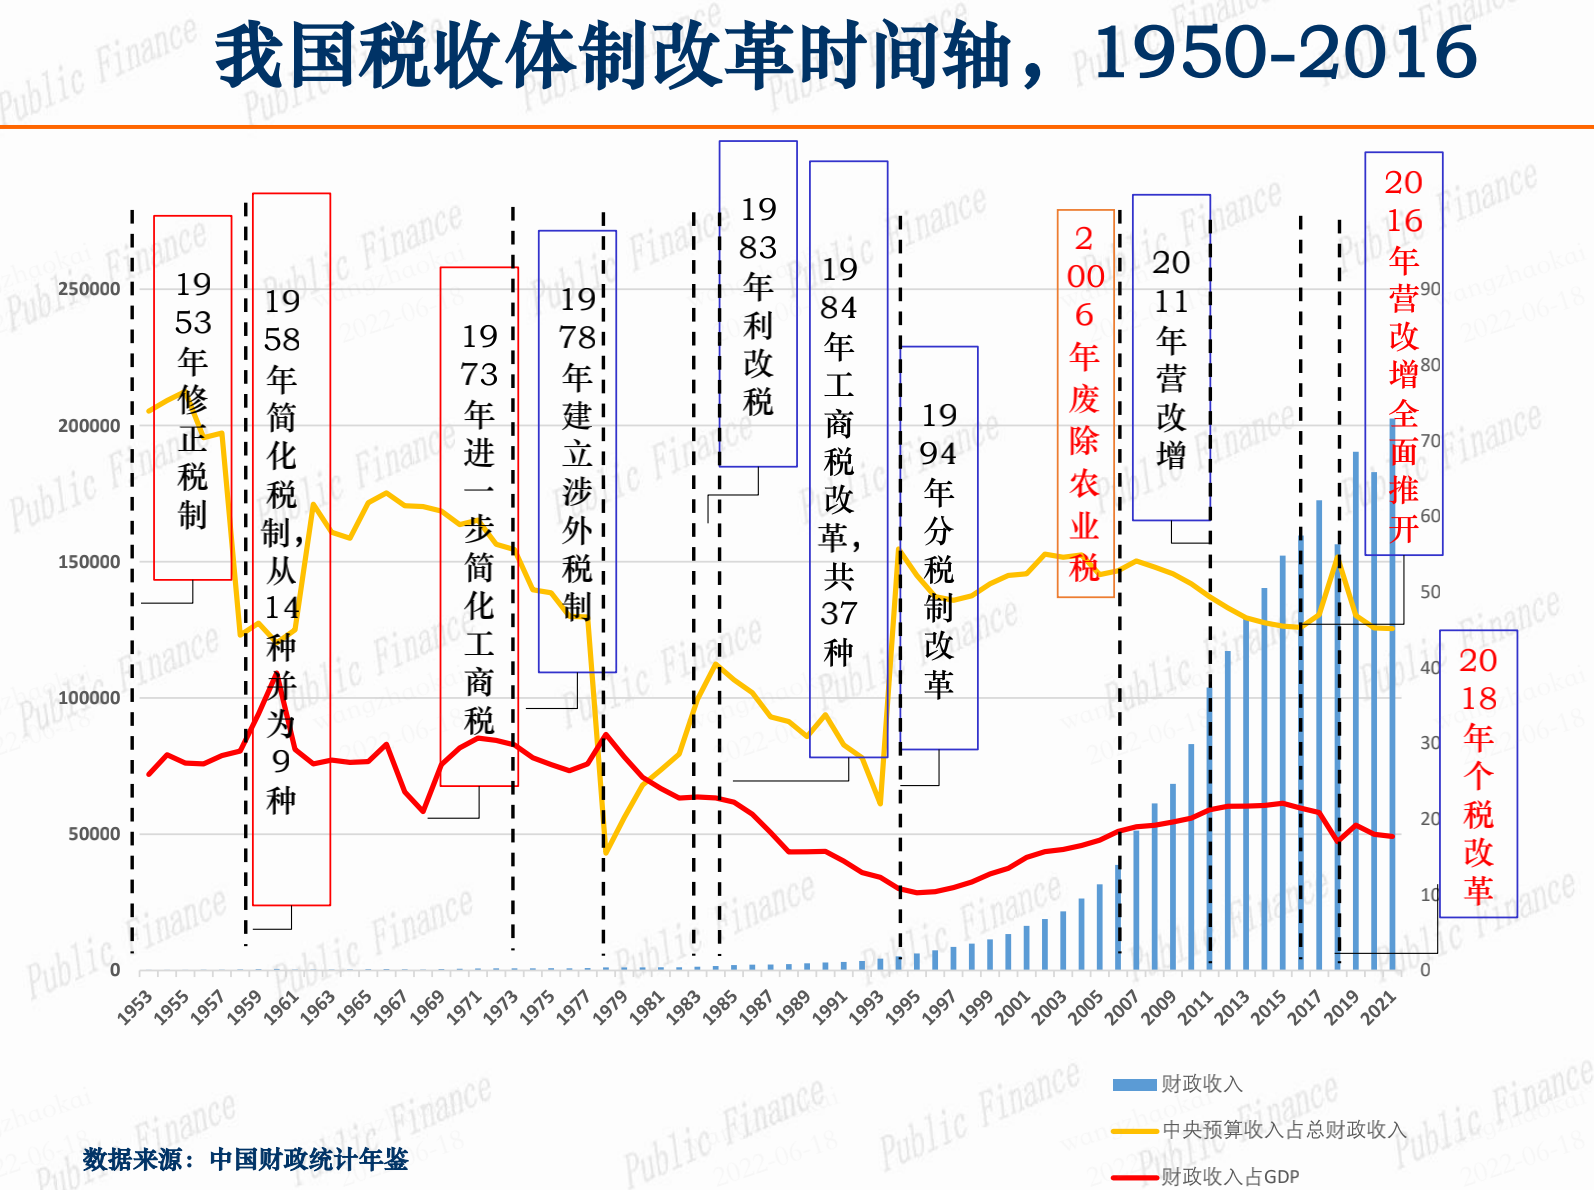 我国税收体制改革时间轴，1950-2016
1953年修正税制
1958年简化税制，从14种并为9种
1973年进一步简化工商税
1978年建立涉外税制
1983年利改税
1984年工商税改革，共37种
1994年分税制改革
2006年废除农业税
2011年营改增
2016年营改增全面推开
2018年个税改革
250000
200000
150000
100000
50000
0
90
80
70
60
50
40
30
20
10
0
1953
1955
1957
1959
1961
1963
1965
1967
1969
1971
1973
1975
1977
1979
1981
1983
1985
1987
1989
1991
1993
1995
1997
1999
2001
2003
2005
2007
2009
2011
2013
2015
2017
2019
2021
财政收入
中央预算收入占总财政收入
财政收入占GDP
数据来源：中国财政统计年鉴
Public Finance
wangzhaokai
2022-06-18